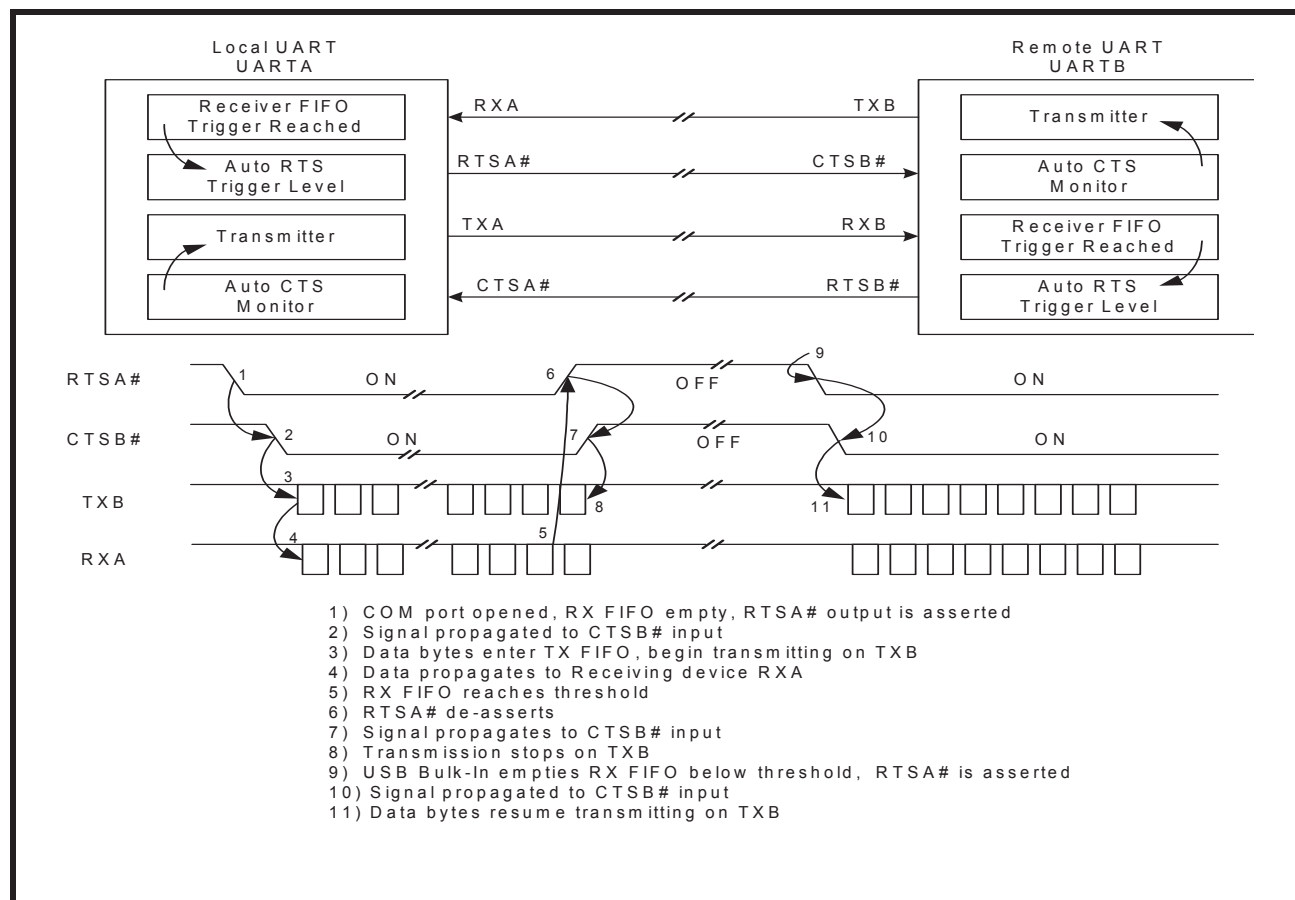 Local UART
UARTA
Remote UART
UARTB
Receiver FIFO
Trigger Reached
Auto RTS
Trigger Level
Transmitter
Auto CTS
Monitor
RXA
TXB
RTSA#
CTSB#
TXA
RXB
CTSA#
RTSB#
Transmitter
Auto CTS
Monitor
Receiver FIFO
Trigger Reached
Auto RTS
Trigger Level
RTSA#
1
ON
6
OFF
9
ON
CTSB#
2
ON
7
OFF
10
ON
TXB
3
8
11
RXA
4
5
1) COM port opened, RX FIFO empty, RTSA# output is asserted
2) Signal propagated to CTSB# input
3) Data bytes enter TX FIFO, begin transmitting on TXB
4) Data propagates to Receiving device RXA
5) RX FIFO reaches threshold
6) RTSA# de-asserts
7) Signal propagates to CTSB# input
8) Transmission stops on TXB
9) USB Bulk-In empties RX FIFO below threshold, RTSA# is asserted
10) Signal propagated to CTSB# input
11) Data bytes resume transmitting on TXB